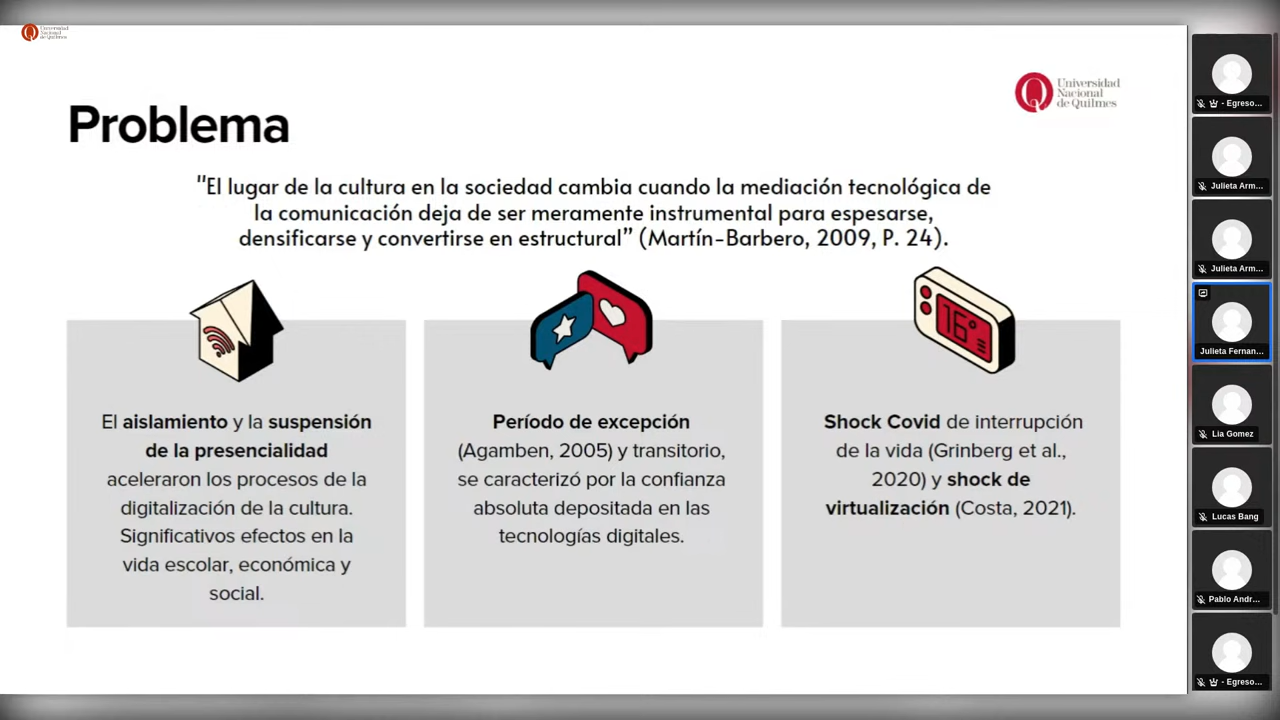 Universidad
Nacional
de Quilmes
Universidad
Nacional
de Quilmes
Problema
"El lugar de la cultura en la sociedad cambia cuando la mediación tecnológica de
la comunicación deja de ser meramente instrumental para espesarse,
densificarse y convertirse en estructural” (Martín-Barbero, 2009, P. 24).
El aislamiento y la suspensión
de la presencialidad
aceleraron los procesos de la
digitalización de la cultura.
Significativos efectos en la
vida escolar, económica y
social.
Período de excepción
(Agamben, 2005) y transitorio,
se caracterizó por la confianza
absoluta depositada en las
tecnologías digitales.
16°
Shock Covid de interrupción
de la vida (Grinberg et al.,
2020) y shock de
virtualización (Costa, 2021).
- Egreso...
Julieta Arm...
Julieta Arm...
Julieta Fernan...
Lia Gomez
Lucas Bang
Pablo Andr...
- Egreso...